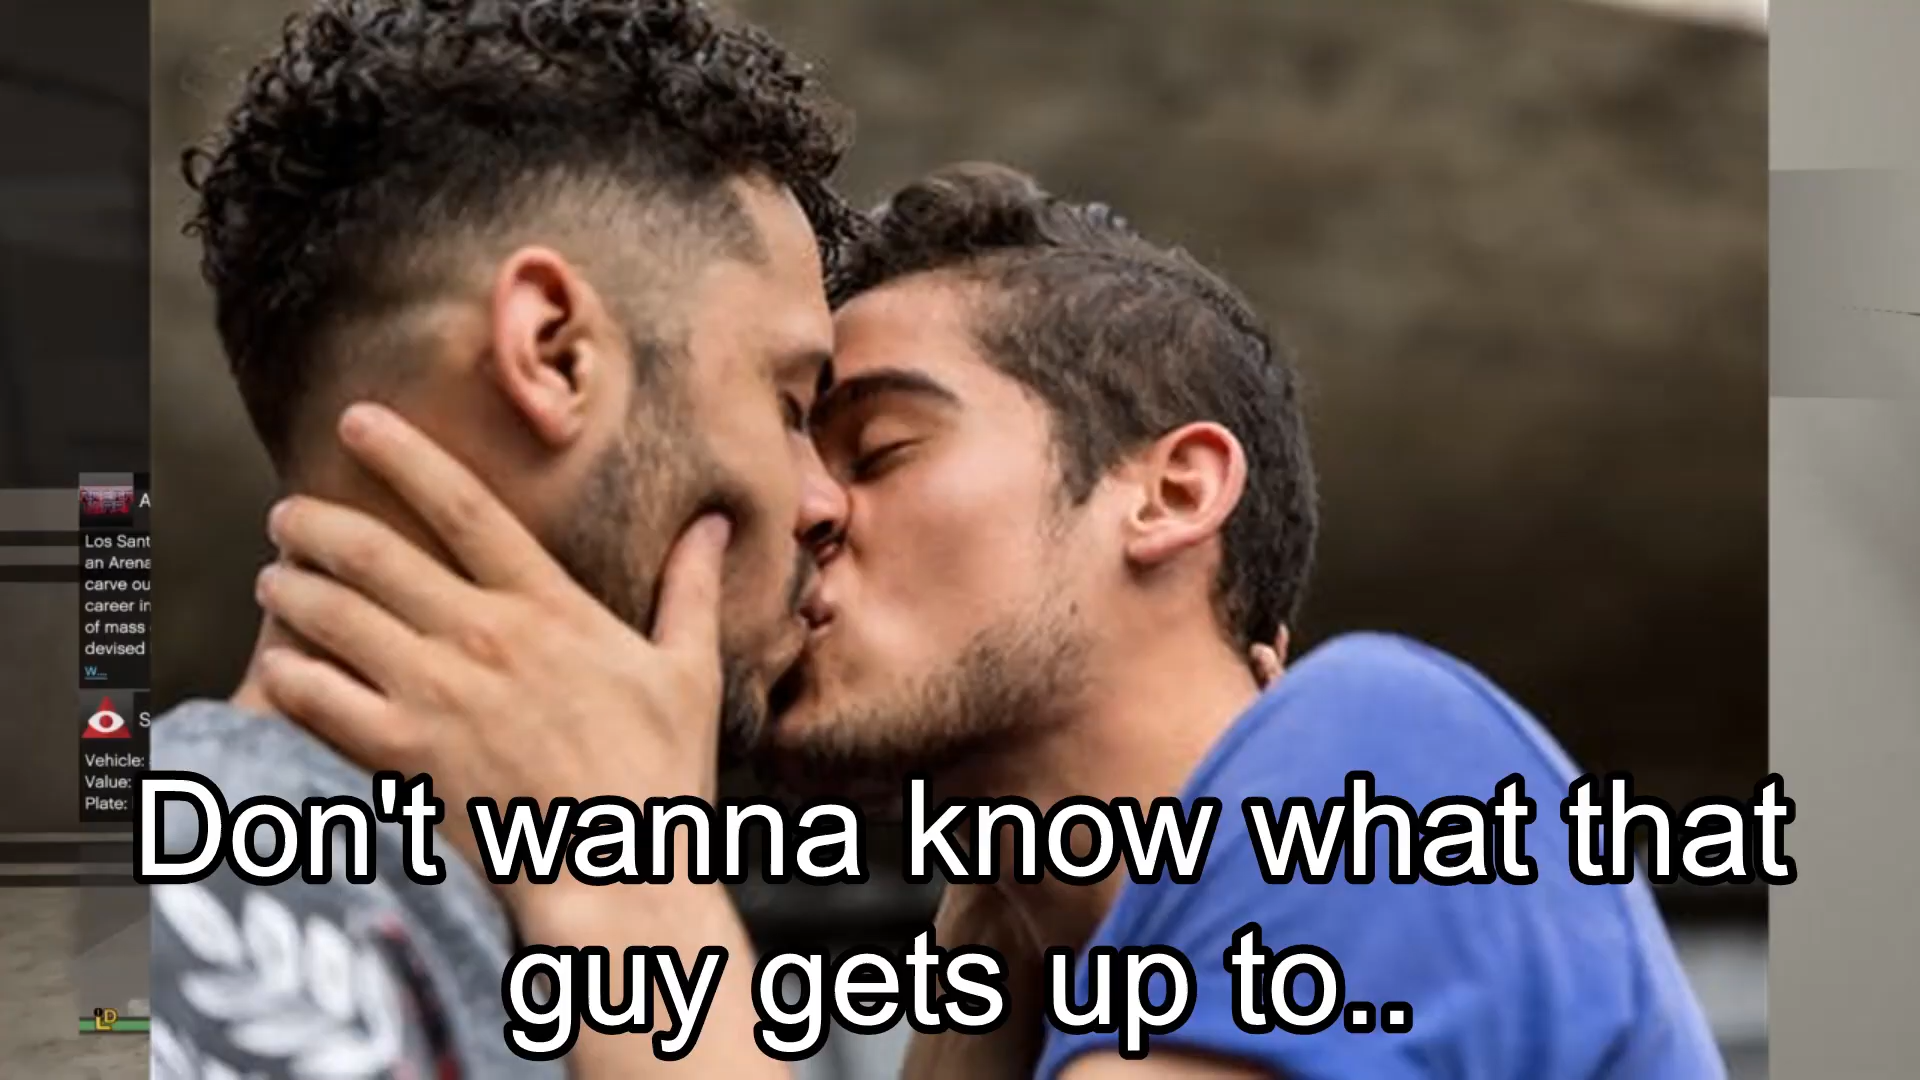 A
Los Sant
an Arena
carve ou
career in
of mass
devised
w...
S
Vehicle:
Value:
Plate:
Don't wanna know what that
guy gets up to..